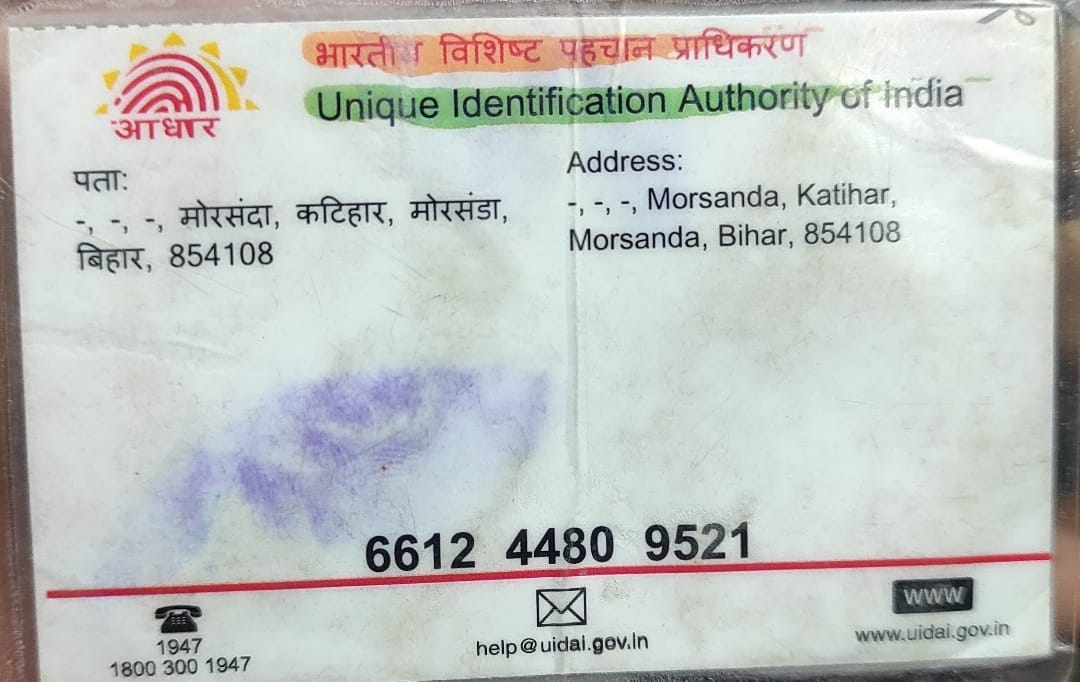 भारतीय विशिष्ट पहचान प्राधिकरण
Unique Identification Authority of India
आधार
पता:
-, -, -, मोरसंदा, कटिहार, मोरसंडा,
बिहार, 854108
Address:
-, -, -, Morsanda, Katihar,
Morsanda, Bihar, 854108
6612 4480 9521
1947
1800 300 1947
help@uidai.gov.in
WWW
www.uidai.gov.in